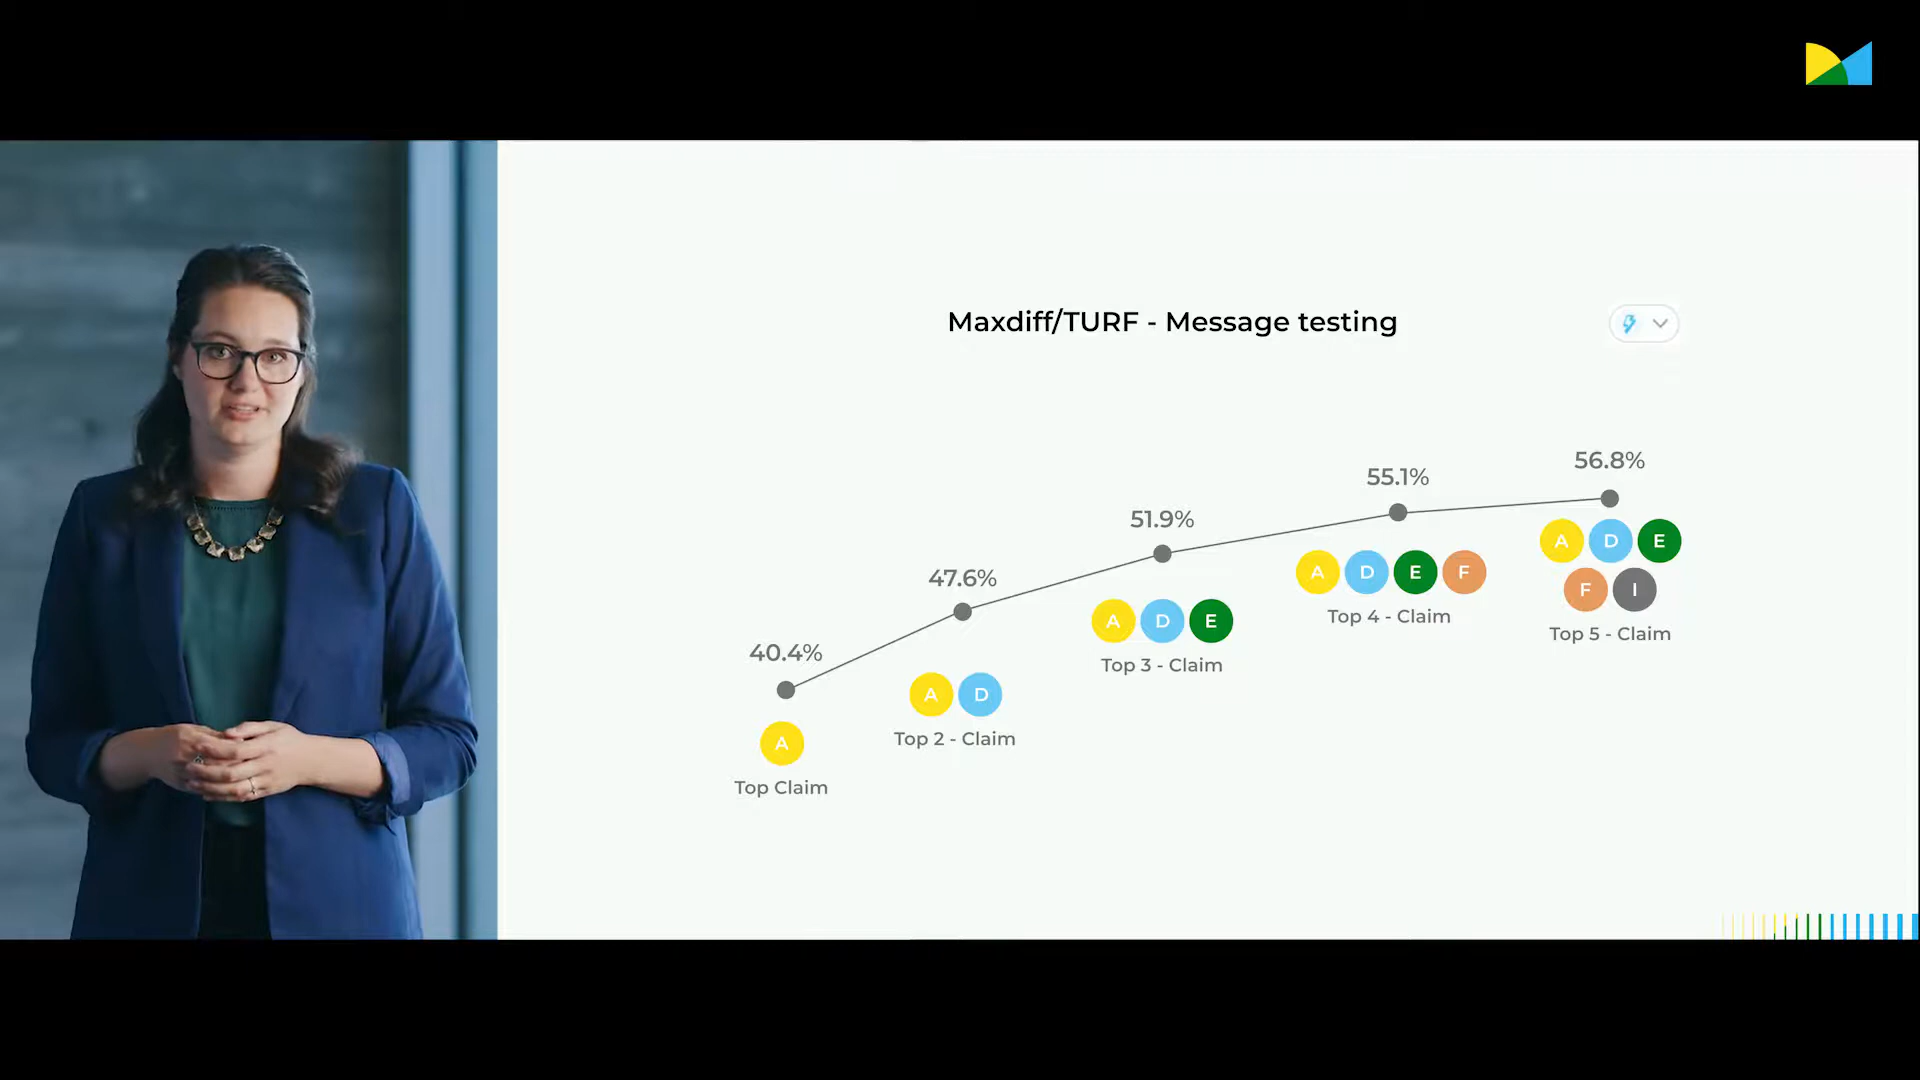 Maxdiff/TURF - Message testing
40.4%
A
Top Claim
47.6%
A D
Top 2 - Claim
51.9%
A D E
Top 3 - Claim
55.1%
A D E F
Top 4 - Claim
56.8%
A D E
F I
Top 5 - Claim